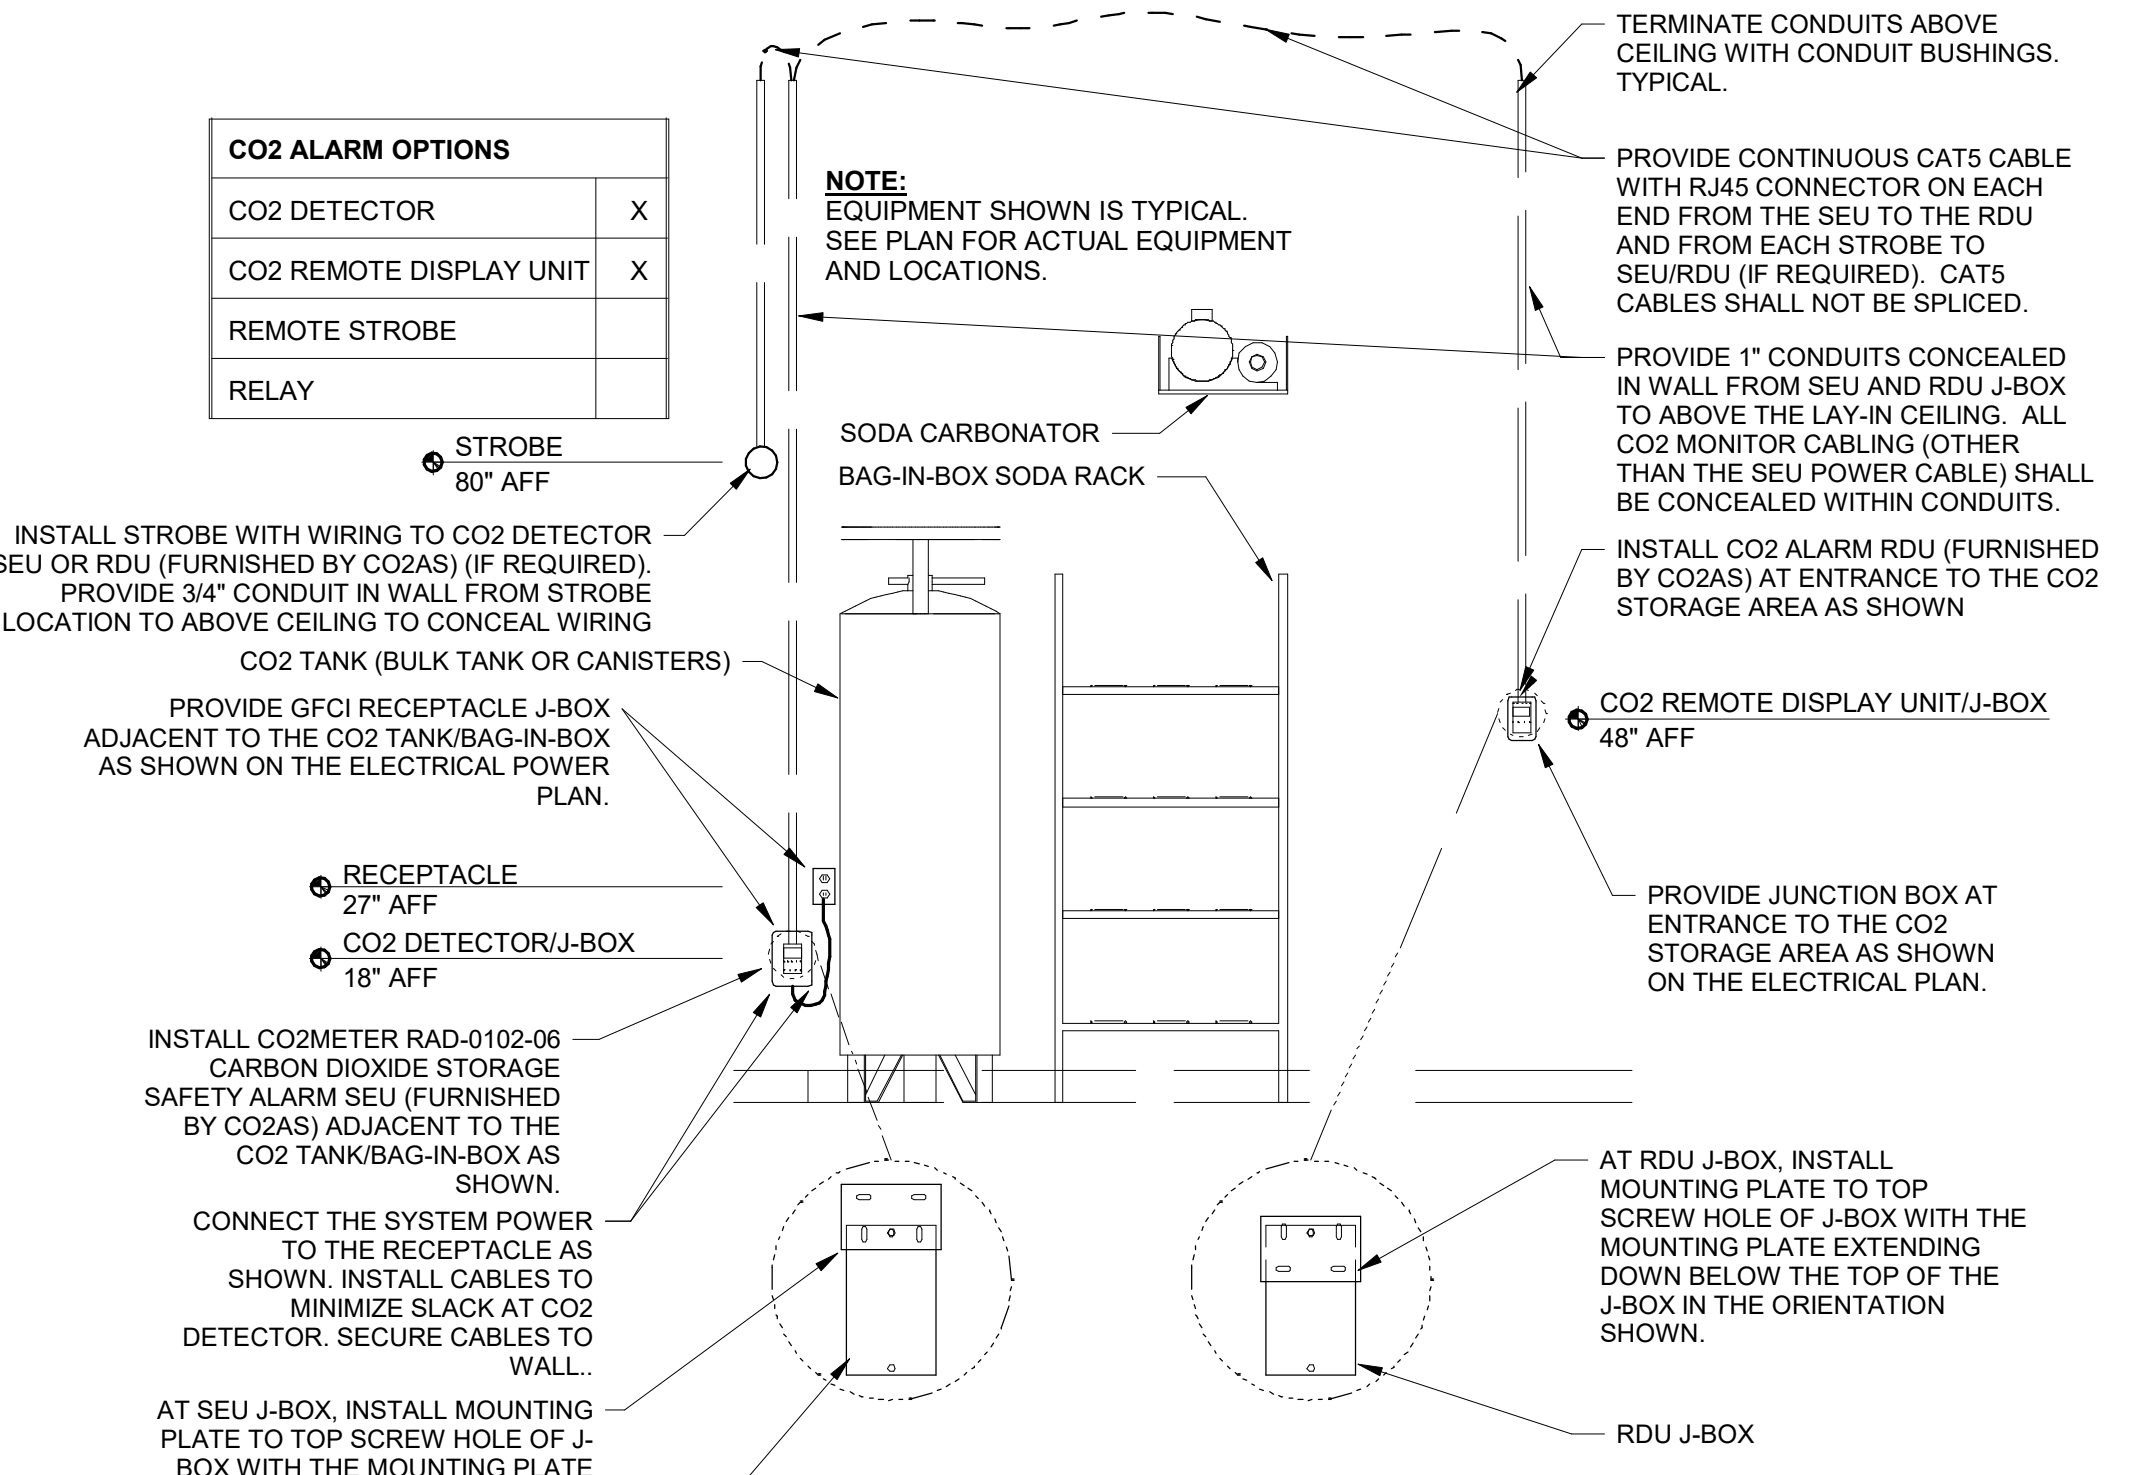 CO2 ALARM OPTIONS
CO2 DETECTOR X
CO2 REMOTE DISPLAY UNIT X
REMOTE STROBE
RELAY
NOTE:
EQUIPMENT SHOWN IS TYPICAL.
SEE PLAN FOR ACTUAL EQUIPMENT
AND LOCATIONS.
STROBE
80" AFF
INSTALL STROBE WITH WIRING TO CO2 DETECTOR
SEU OR RDU (FURNISHED BY CO2AS) (IF REQUIRED).
PROVIDE 3/4" CONDUIT IN WALL FROM STROBE
LOCATION TO ABOVE CEILING TO CONCEAL WIRING
CO2 TANK (BULK TANK OR CANISTERS)
PROVIDE GFCI RECEPTACLE J-BOX
ADJACENT TO THE CO2 TANK/BAG-IN-BOX
AS SHOWN ON THE ELECTRICAL POWER
PLAN.
RECEPTACLE
27" AFF
CO2 DETECTOR/J-BOX
18" AFF
INSTALL CO2METER RAD-0102-06
CARBON DIOXIDE STORAGE
SAFETY ALARM SEU (FURNISHED
BY CO2AS) ADJACENT TO THE
CO2 TANK/BAG-IN-BOX AS
SHOWN.
CONNECT THE SYSTEM POWER
TO THE RECEPTACLE AS
SHOWN. INSTALL CABLES TO
MINIMIZE SLACK AT CO2
DETECTOR. SECURE CABLES TO
WALL..
AT SEU J-BOX, INSTALL MOUNTING
PLATE TO TOP SCREW HOLE OF J-
BOX WITH THE MOUNTING PLATE
SODA CARBONATOR
BAG-IN-BOX SODA RACK
TERMINATE CONDUITS ABOVE
CEILING WITH CONDUIT BUSHINGS.
TYPICAL.
PROVIDE CONTINUOUS CAT5 CABLE
WITH RJ45 CONNECTOR ON EACH
END FROM THE SEU TO THE RDU
AND FROM EACH STROBE TO
SEU/RDU (IF REQUIRED).  CAT5
CABLES SHALL NOT BE SPLICED.
PROVIDE 1" CONDUITS CONCEALED
IN WALL FROM SEU AND RDU J-BOX
TO ABOVE THE LAY-IN CEILING.  ALL
CO2 MONITOR CABLING (OTHER
THAN THE SEU POWER CABLE) SHALL
BE CONCEALED WITHIN CONDUITS.
INSTALL CO2 ALARM RDU (FURNISHED
BY CO2AS) AT ENTRANCE TO THE CO2
STORAGE AREA AS SHOWN
CO2 REMOTE DISPLAY UNIT/J-BOX
48" AFF
PROVIDE JUNCTION BOX AT
ENTRANCE TO THE CO2
STORAGE AREA AS SHOWN
ON THE ELECTRICAL PLAN.
AT RDU J-BOX, INSTALL
MOUNTING PLATE TO TOP
SCREW HOLE OF J-BOX WITH THE
MOUNTING PLATE EXTENDING
DOWN BELOW THE TOP OF THE
J-BOX IN THE ORIENTATION
SHOWN.
RDU J-BOX